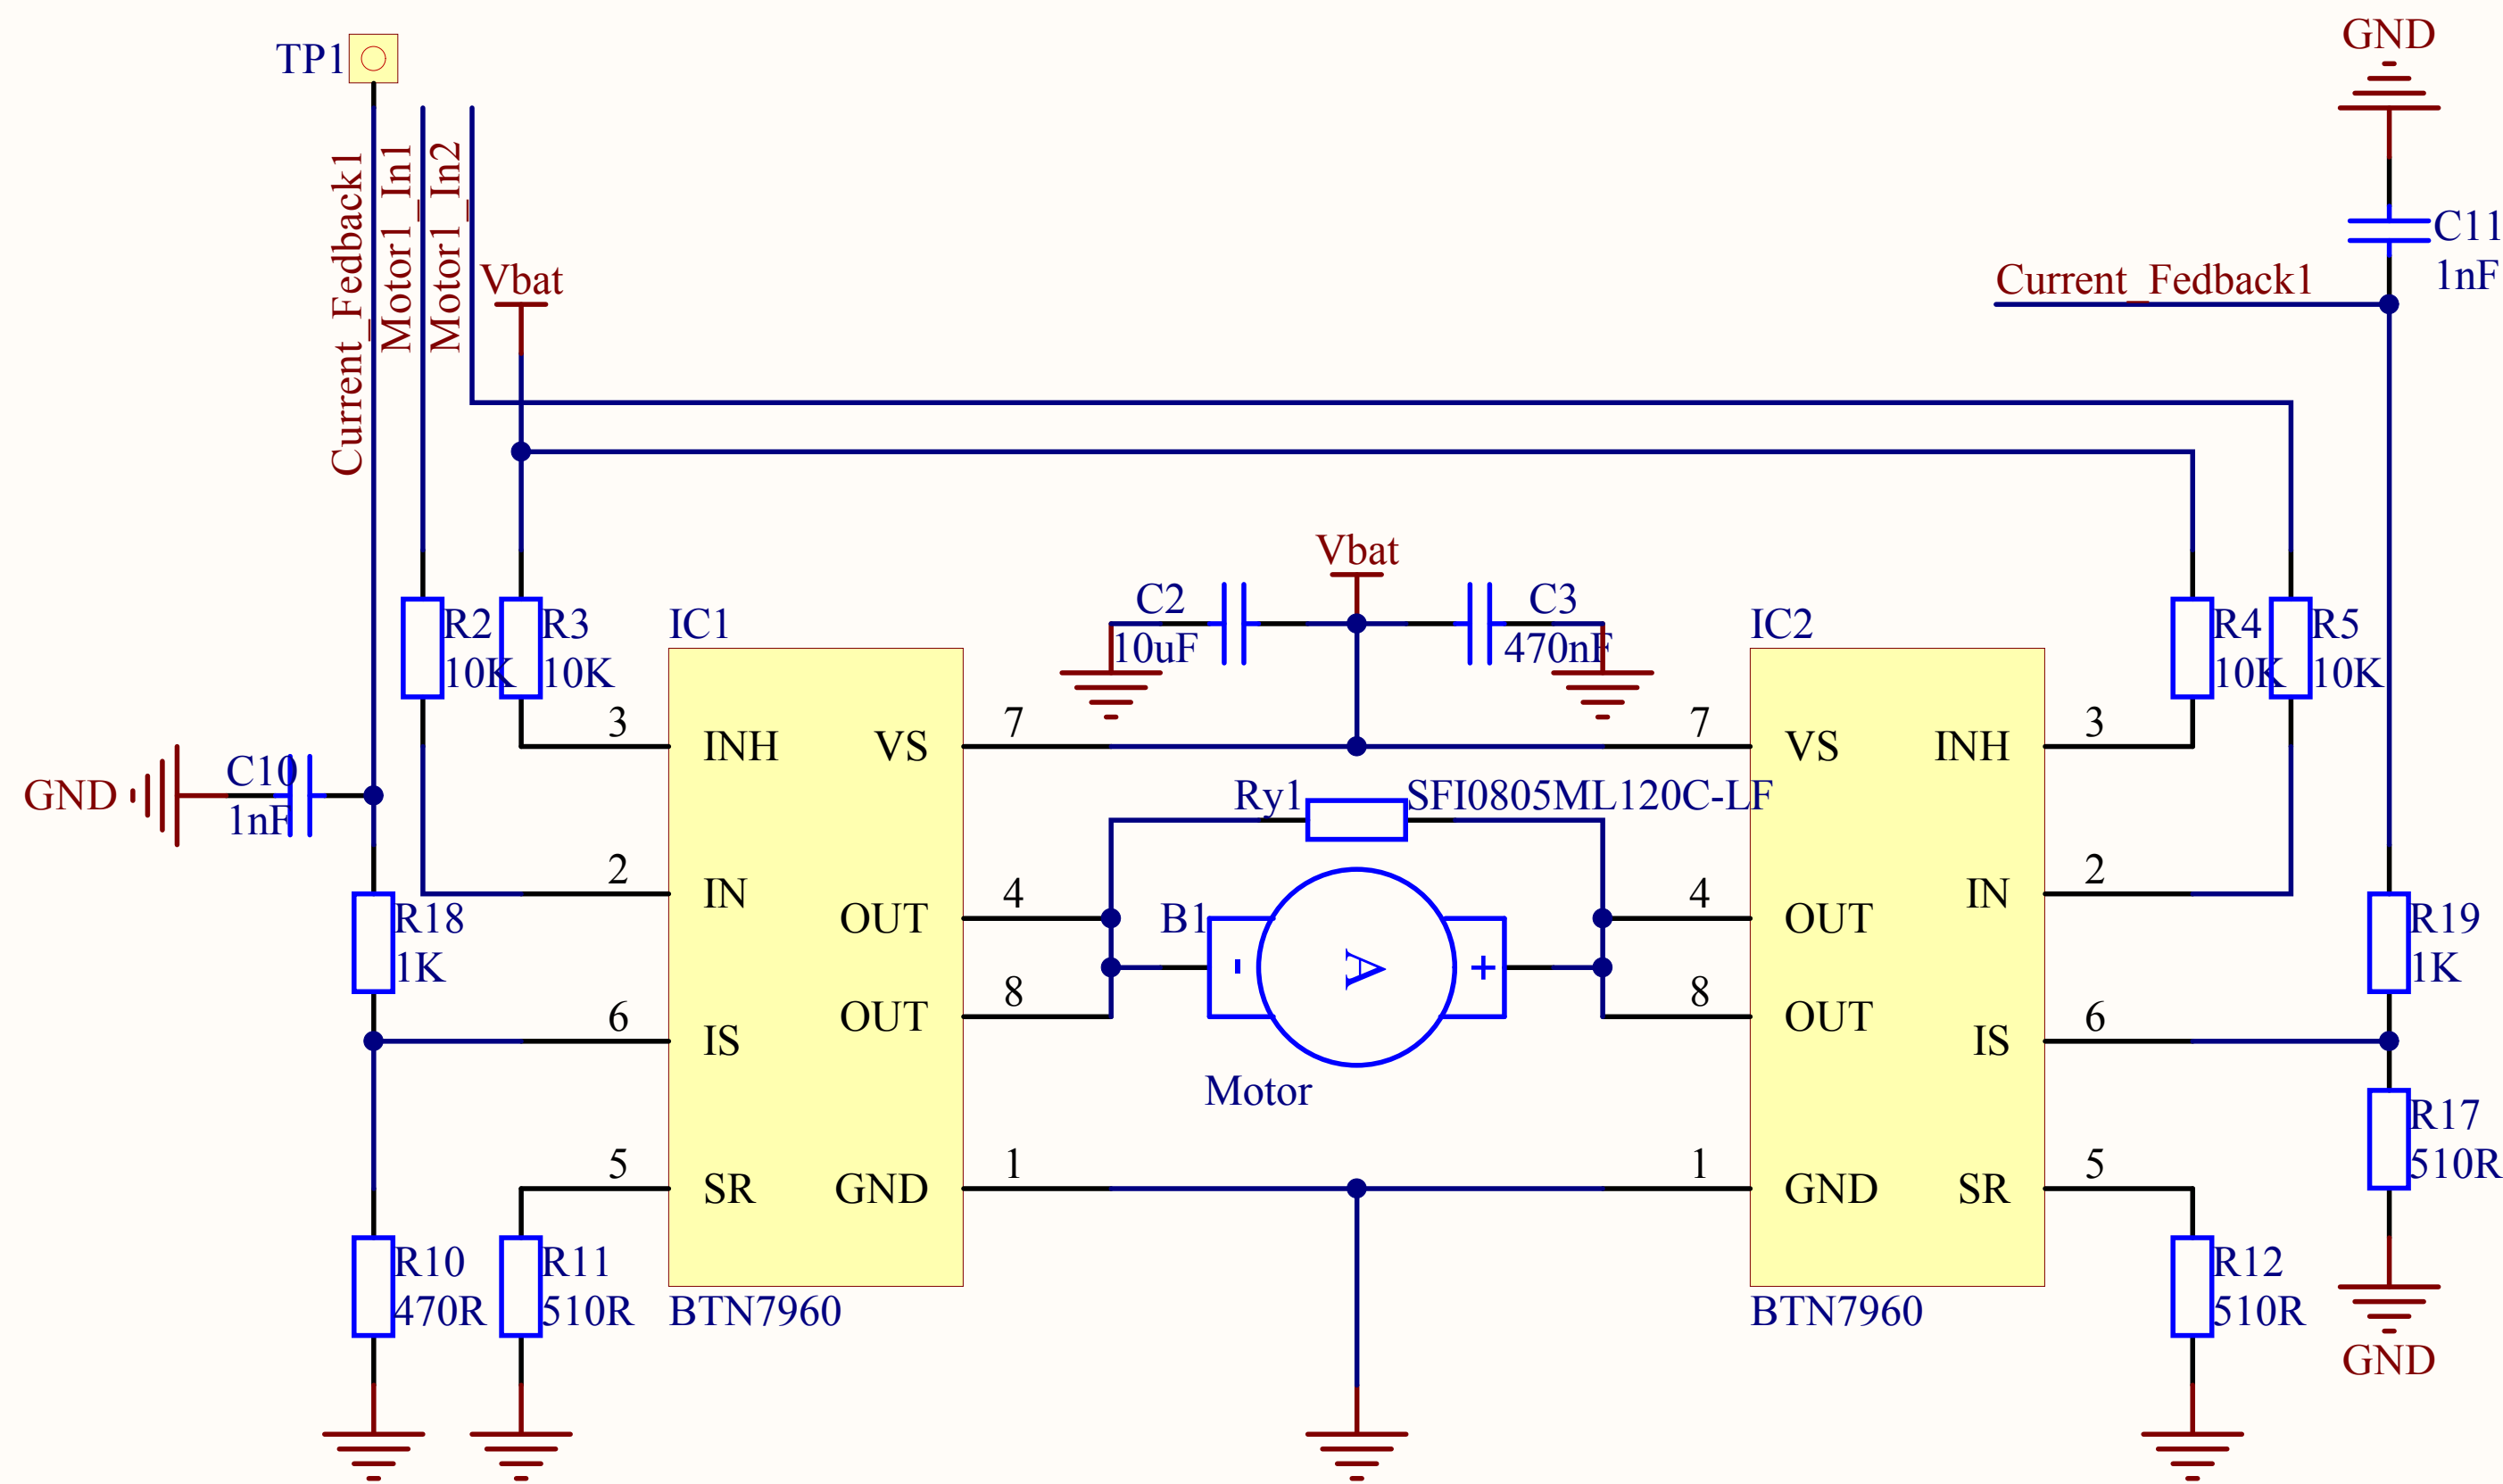 GND
TP1
Current_Fedback1
Motor1_In1
Motor1_In2
Vbat
C11
1nF
Current_Fedback1
Vbat
C2
10uF
C3
470nF
R2
10K
R3
10K
IC1
IC2
R4
10K
R5
10K
3
INH
VS
7
7
VS
INH
3
GND
C10
1nF
Ry1
SFI0805ML120C-LF
2
IN
OUT
4
B1
4
OUT
IN
2
R18
1K
R19
1K
-
A
+
8
OUT
8
OUT
6
IS
IS
6
Motor
R17
510R
5
SR
GND
1
1
GND
SR
5
R10
470R
R11
510R
BTN7960
BTN7960
R12
510R
GND